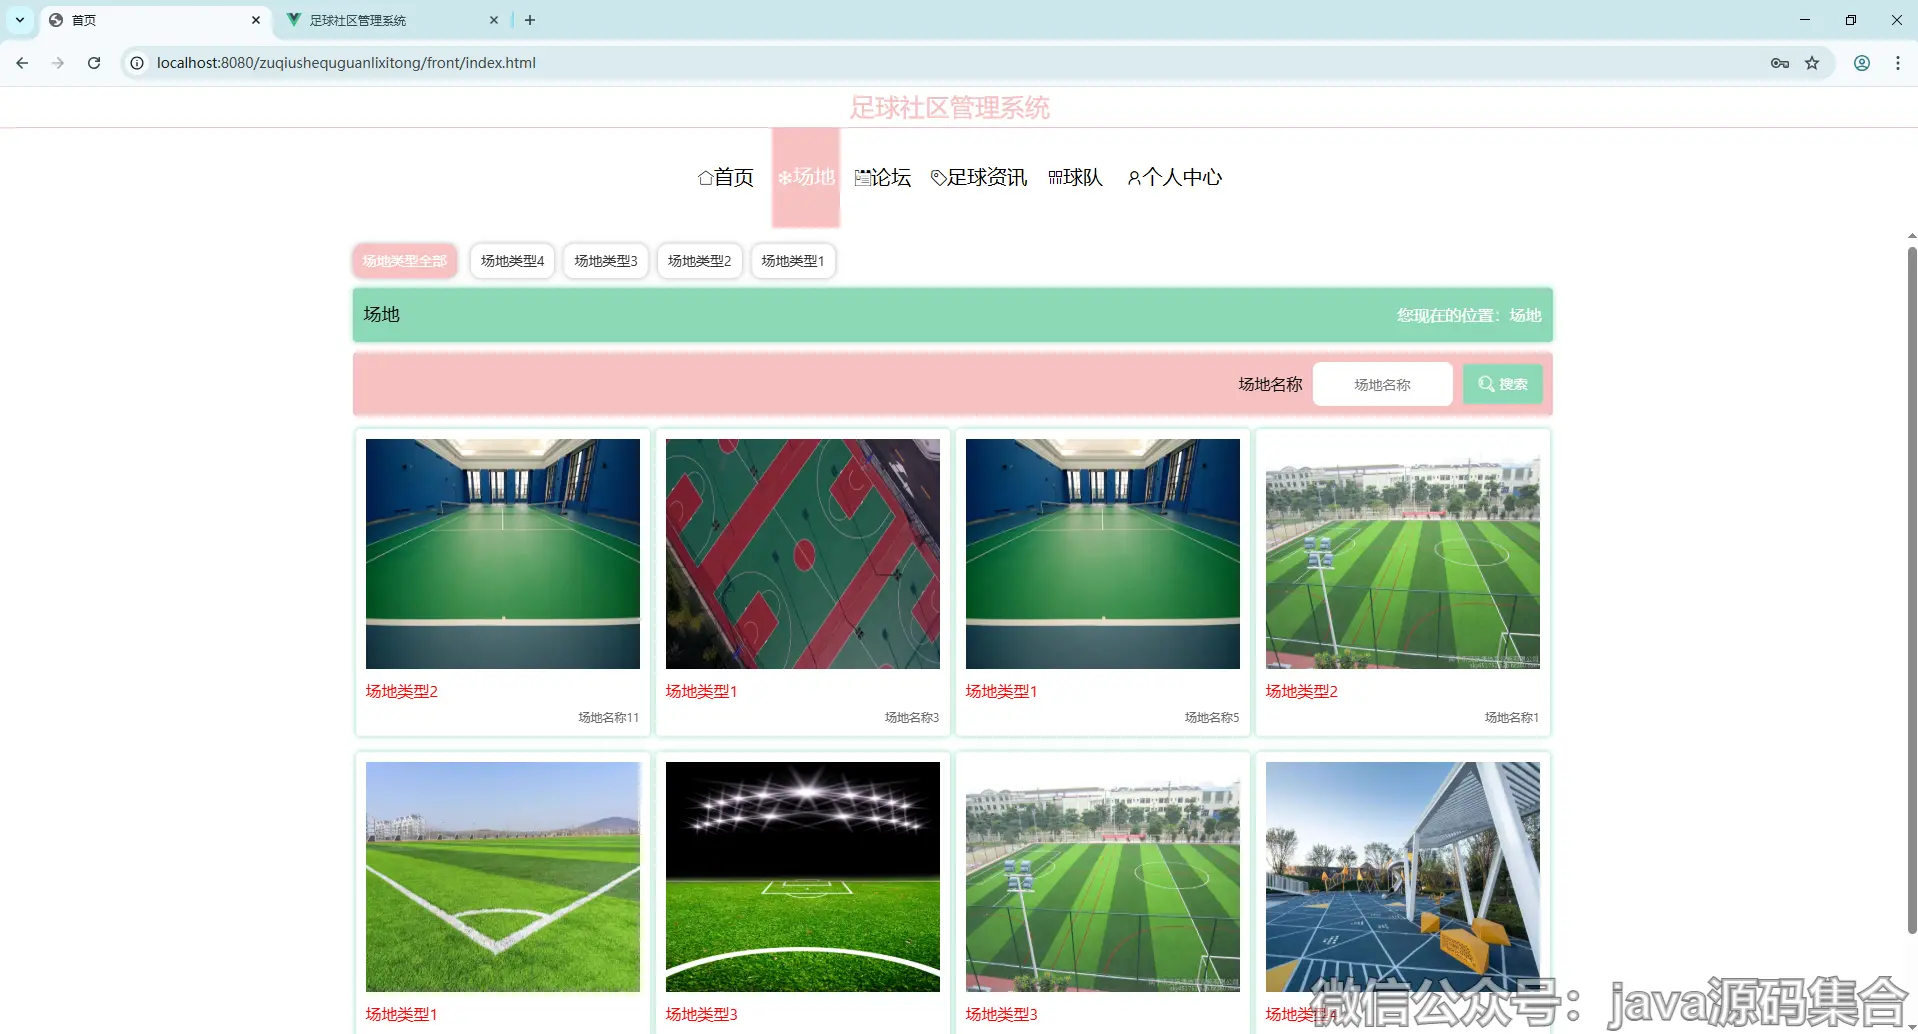 首页
足球社区管理系统
localhost:8080/zuqiushequguanlixitong/front/index.html
足球社区管理系统
首页 场地 论坛 足球资讯 球队 个人中心
场地类型全部 场地类型4 场地类型3 场地类型2 场地类型1
场地 您现在的位置：场地
场地名称 场地名称 搜索
场地类型2 场地类型1 场地类型1 场地类型2
场地名称11 场地名称3 场地名称5 场地名称1
场地类型1 场地类型3 场地类型3 场地类型4
微信公众号：java源码集合